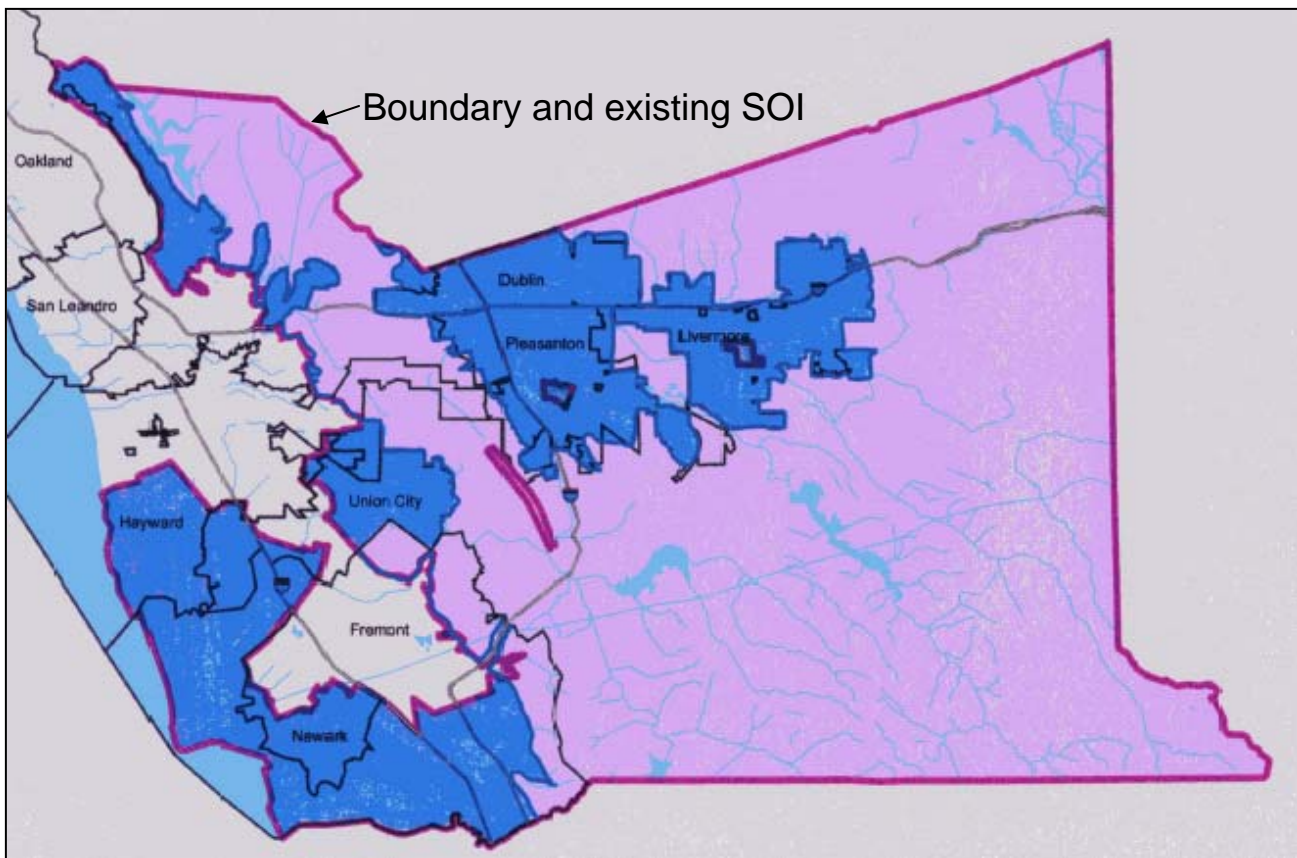 Boundary and existing SOI
Oakland
San Leandro
Dublin
Pleasanton
Livermore
Hayward
Union City
Fremont
Newark